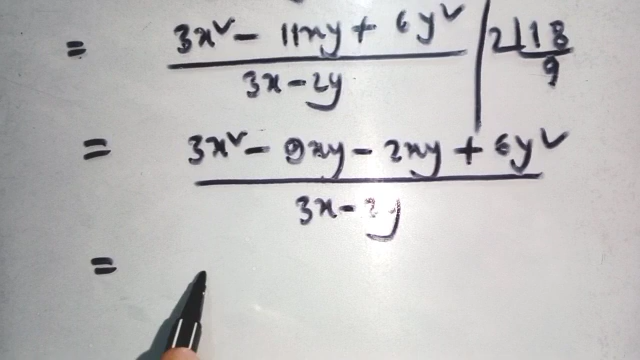 = 3x² - 11xy + 6y² / 3x - 2y | 2 | 18
9
= 3x² - 9xy - 2xy + 6y² / 3x - 2y
=